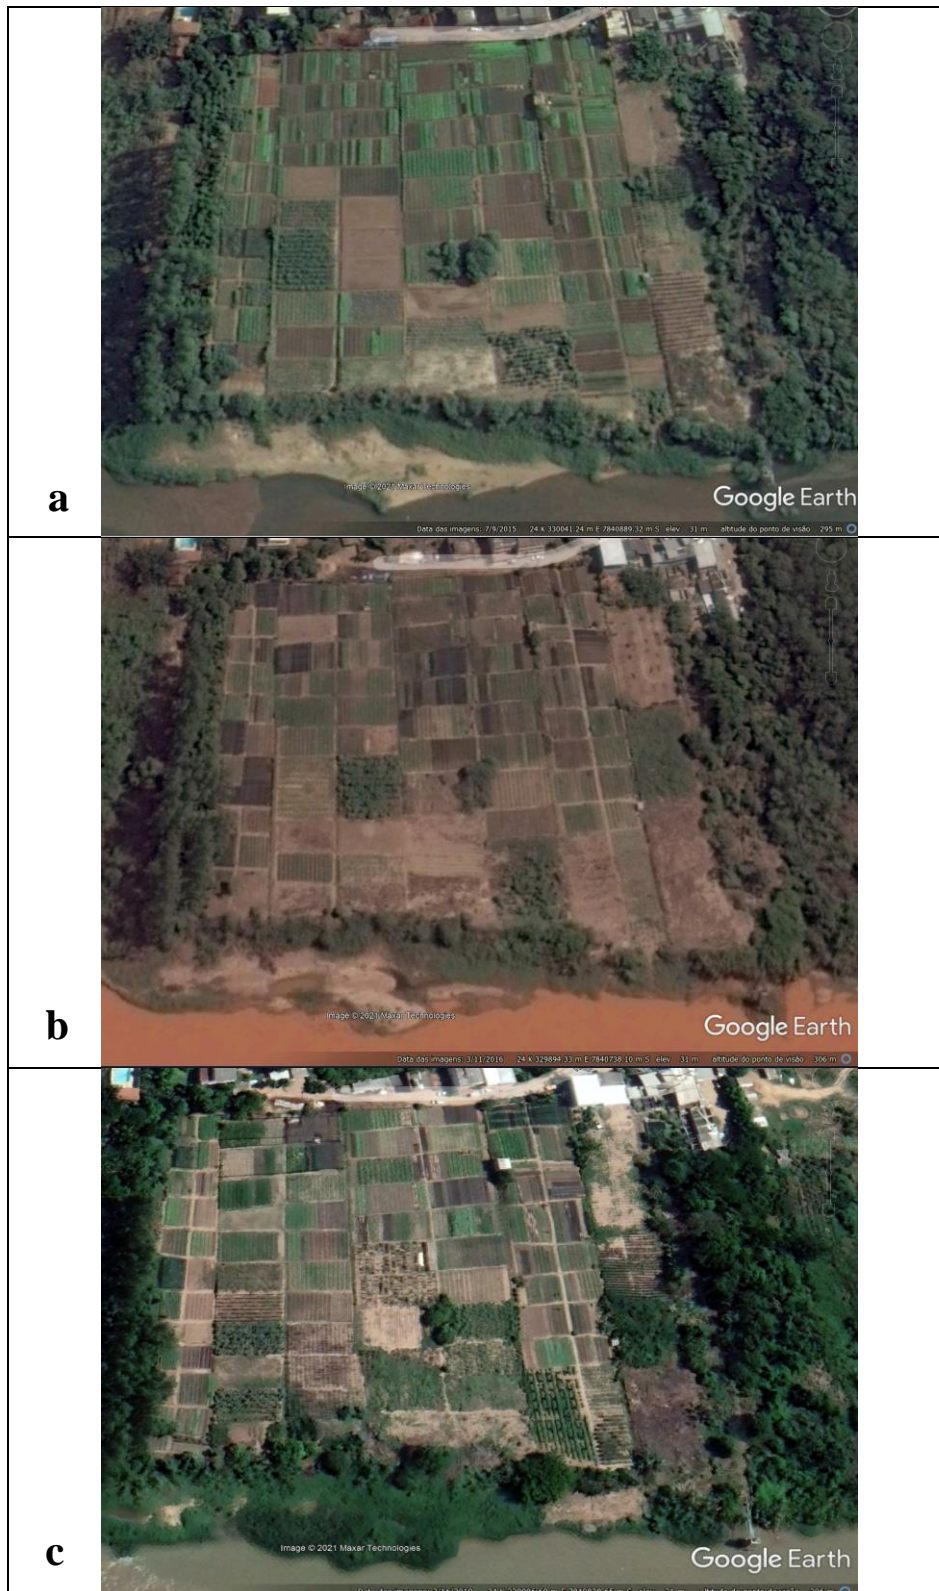 Image © 2021 Maxar Technologies
Google Earth
a
Data das imagens: 7/9/2015 24 K 330041.24 m E 7840889.32 m S elev 31 m altitude do ponto de visão 295 m
Image © 2021 Maxar Technologies
Google Earth
b
Data das imagens: 3/11/2016 24 K 329894.33 m E 7840738.10 m S elev 31 m altitude do ponto de visão 306 m
Image © 2021 Maxar Technologies
Google Earth
c